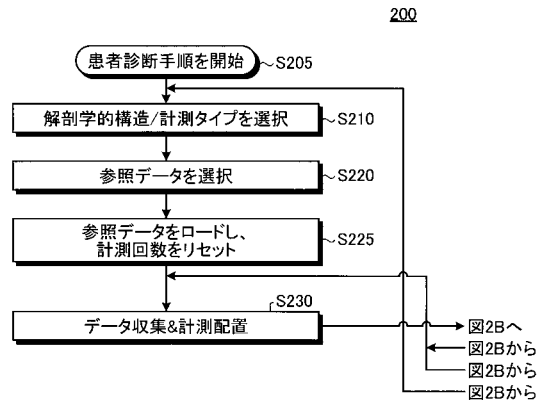 200
患者診断手順を開始
S205
解剖学的構造/計測タイプを選択
S210
参照データを選択
S220
参照データをロードし、
計測回数をリセット
S225
S230
データ収集&計測配置
図2Bへ
図2Bから
図2Bから
図2Bから